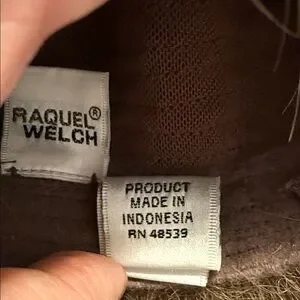 RAQUEL®
WELCH
PRODUCT
MADE IN
INDONESIA
RN 48539